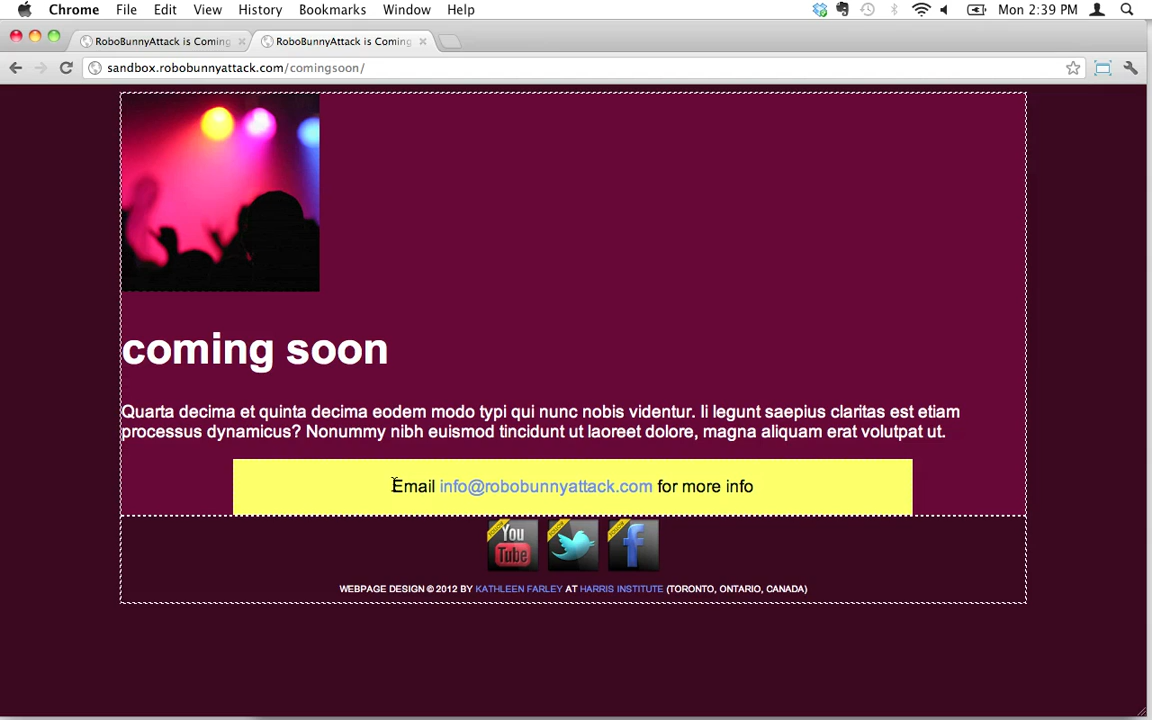 Chrome File Edit View History Bookmarks Window Help Mon 2:39 PM
RoboBunnyAttack is Coming RoboBunnyAttack is Coming
sandbox.robobunnyattack.com/comingsoon/
coming soon
Quarta decima et quinta decima eodem modo typi qui nunc nobis videntur. Ii legunt saepius claritas est etiam
processus dynamicus? Nonummy nibh euismod tincidunt ut laoreet dolore, magna aliquam erat volutpat ut.
Email info@robobunnyattack.com for more info
You
Tube
WEBPAGE DESIGN © 2012 BY KATHLEEN FARLEY AT HARRIS INSTITUTE (TORONTO, ONTARIO, CANADA)